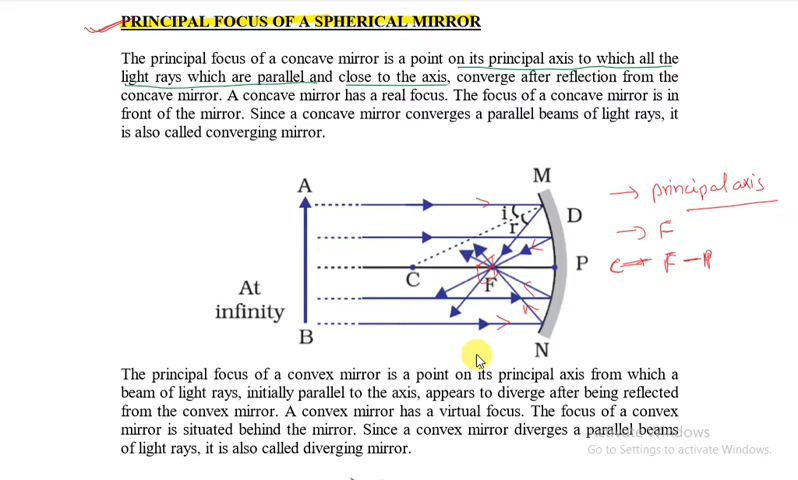 PRINCIPAL FOCUS OF A SPHERICAL MIRROR
The principal focus of a concave mirror is a point on its principal axis to which all the
light rays which are parallel and close to the axis, converge after reflection from the
concave mirror. A concave mirror has a real focus. The focus of a concave mirror is in
front of the mirror. Since a concave mirror converges a parallel beams of light rays, it
is also called converging mirror.
M
A
→ principal axis
i
D
r
→ F
P
F - P
C
F
At
infinity
B
N
The principal focus of a convex mirror is a point on its principal axis from which a
beam of light rays, initially parallel to the axis, appears to diverge after being reflected
from the convex mirror. A convex mirror has a virtual focus. The focus of a convex
mirror is situated behind the mirror. Since a convex mirror diverges a parallel beams
of light rays, it is also called diverging mirror.
Activate Windows
Go to Settings to activate Windows.